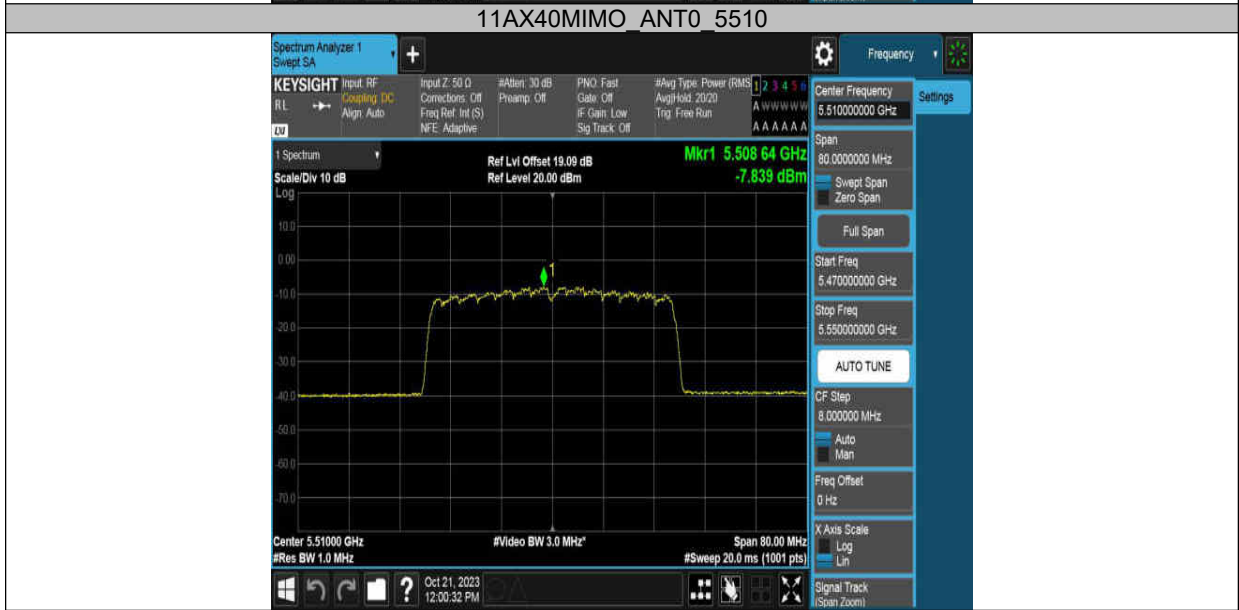 11AX40MIMO_ANT0_5510
Spectrum Analyzer 1
Swept SA
Frequency
KEYSIGHT
RL
LXI
Input: RF
Coupling: DC
Align: Auto
Input Z: 50 Ω
Corrections: Off
Freq Ref: Int (S)
NFE: Adaptive
#Atten: 30 dB
Preamp: Off
PNO: Fast
Gate: Off
IF Gain: Low
Sig Track: Off
#Avg Type: Power (RMS
Avg|Hold: 20/20
Trig: Free Run
1 2 3 4 5 6
A W W W W W
A A A A A A
Center Frequency
5.510000000 GHz
Settings
1 Spectrum
Scale/Div 10 dB
Log
Ref Lvl Offset 19.09 dB
Ref Level 20.00 dBm
Mkr1 5.508 64 GHz
-7.839 dBm
Span
80.0000000 MHz
Swept Span
Zero Span
Full Span
Start Freq
5.470000000 GHz
Stop Freq
5.550000000 GHz
AUTO TUNE
CF Step
8.000000 MHz
Auto
Man
Freq Offset
0 Hz
X Axis Scale
Log
Lin
Signal Track
(Span Zoom)
10.0
0.00
-10.0
-20.0
-30.0
-40.0
-50.0
-60.0
-70.0
1
Center 5.51000 GHz
#Res BW 1.0 MHz
#Video BW 3.0 MHz*
Span 80.00 MHz
#Sweep 20.0 ms (1001 pts)
?
Oct 21, 2023
12:00:32 PM